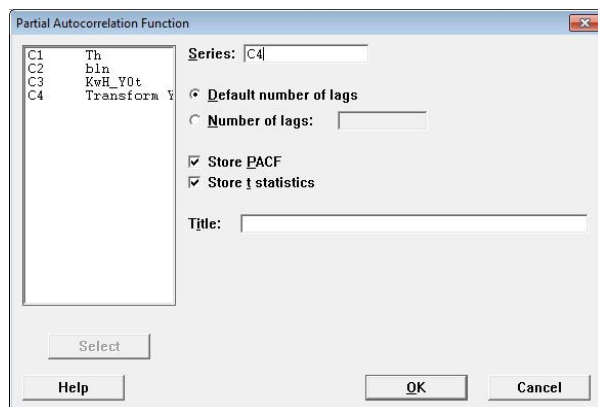 Partial Autocorrelation Function
C1 Th
C2 bln
C3 KwH_Y0t
C4 Transform Y
Series: C4
Default number of lags
Number of lags:
Store PACF
Store t statistics
Title:
Select
Help
OK
Cancel